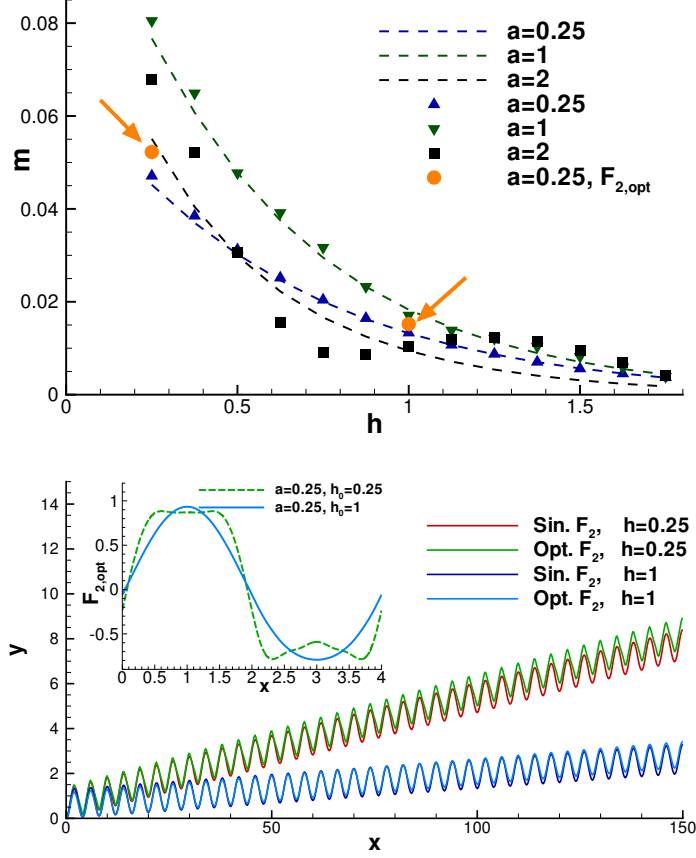 0.08
0.06
0.04
0.02
0
m
0
0.5
1
1.5
h
a=0.25
a=1
a=2
a=0.25
a=1
a=2
a=0.25, F2,opt
14
12
10
8
6
4
2
0
y
0
50
100
150
x
1
0.5
0
-0.5
F2,opt
0
0.5
1
1.5
2
2.5
3
3.5
4
x
a=0.25, h0=0.25
a=0.25, h0=1
Sin. F2, h=0.25
Opt. F2, h=0.25
Sin. F2, h=1
Opt. F2, h=1